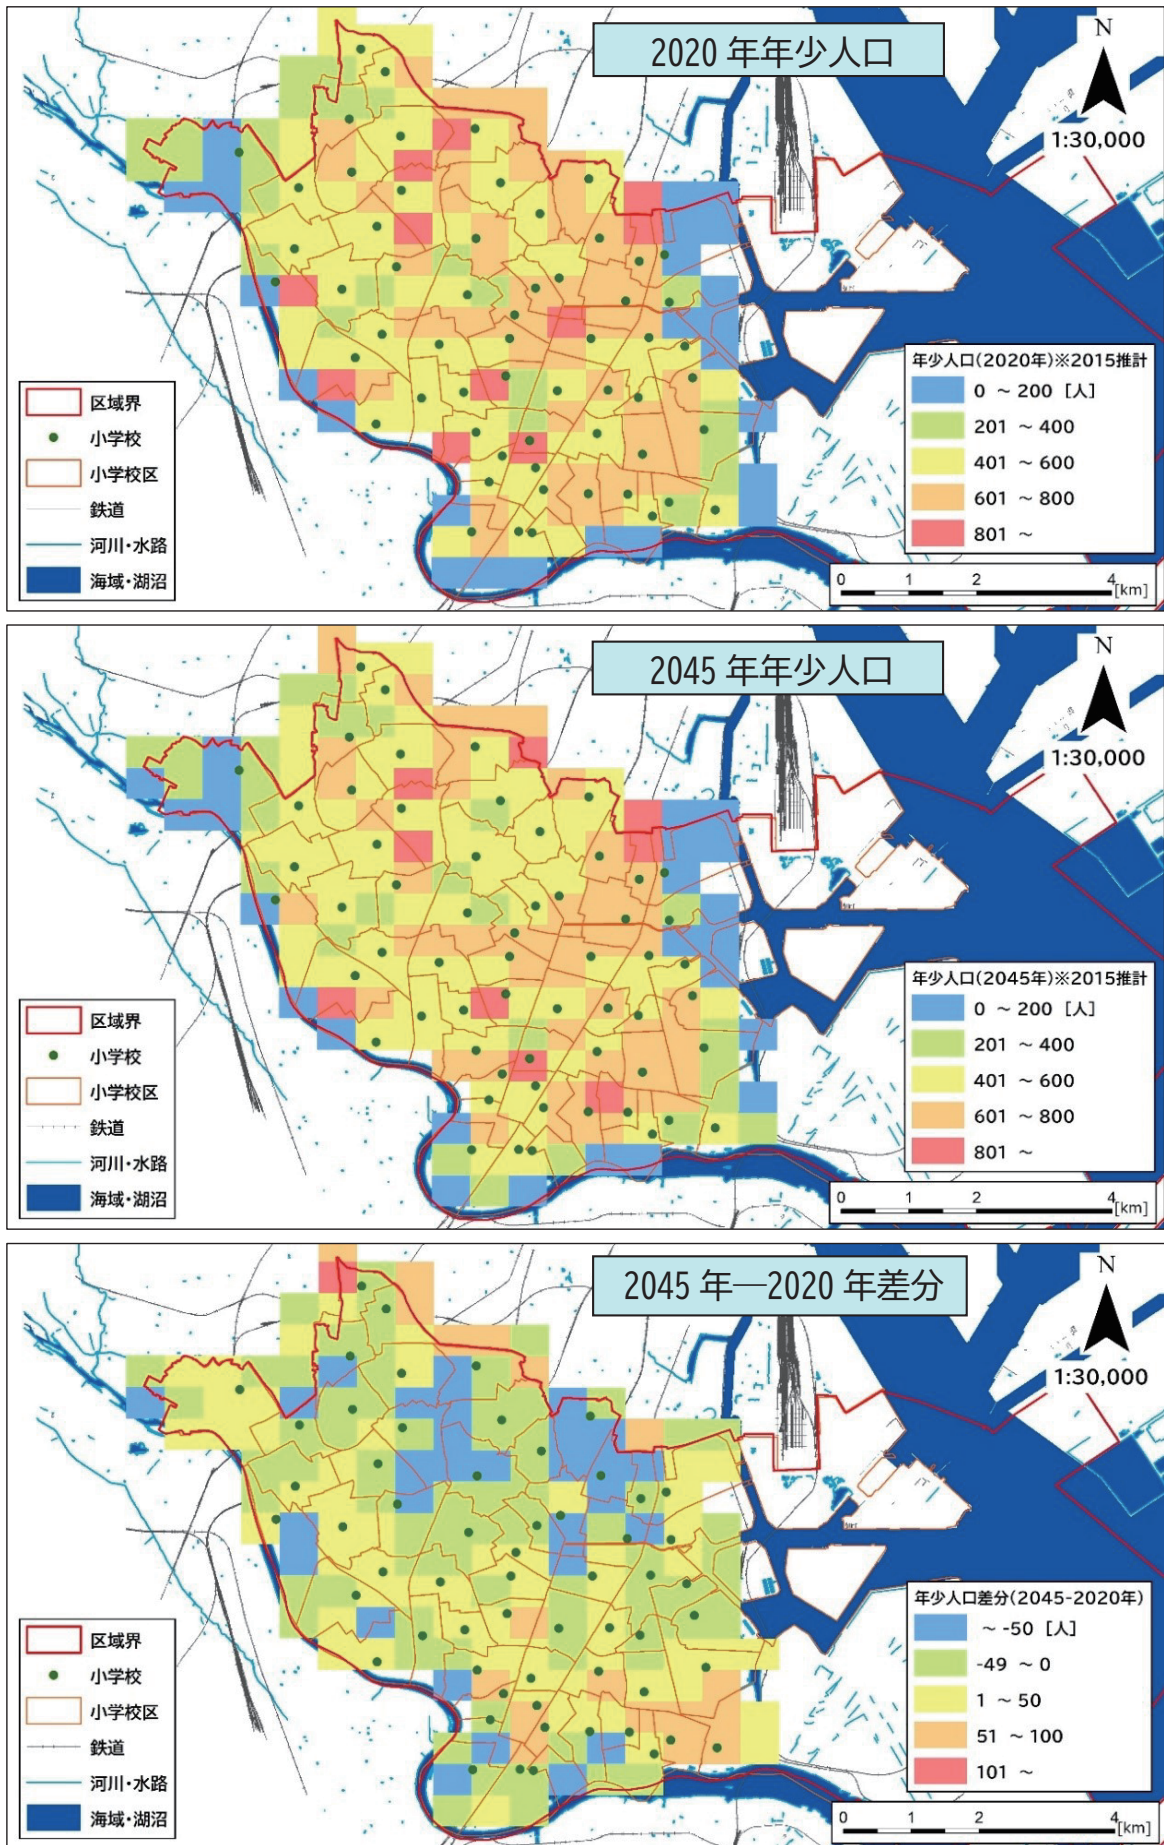 2020 年年少人口
N
1:30,000
区域界
小学校
小学校区
鉄道
河川・水路
海域・湖沼
年少人口(2020年)※2015推計
0 ~ 200 [人]
201 ~ 400
401 ~ 600
601 ~ 800
801 ~
0 1 2 4
[km]
2045 年年少人口
N
1:30,000
区域界
小学校
小学校区
鉄道
河川・水路
海域・湖沼
年少人口(2045年)※2015推計
0 ~ 200 [人]
201 ~ 400
401 ~ 600
601 ~ 800
801 ~
0 1 2 4
[km]
2045 年―2020 年差分
N
1:30,000
区域界
小学校
小学校区
鉄道
河川・水路
海域・湖沼
年少人口差分(2045-2020年)
~ -50 [人]
-49 ~ 0
1 ~ 50
51 ~ 100
101 ~
0 1 2 4
[km]